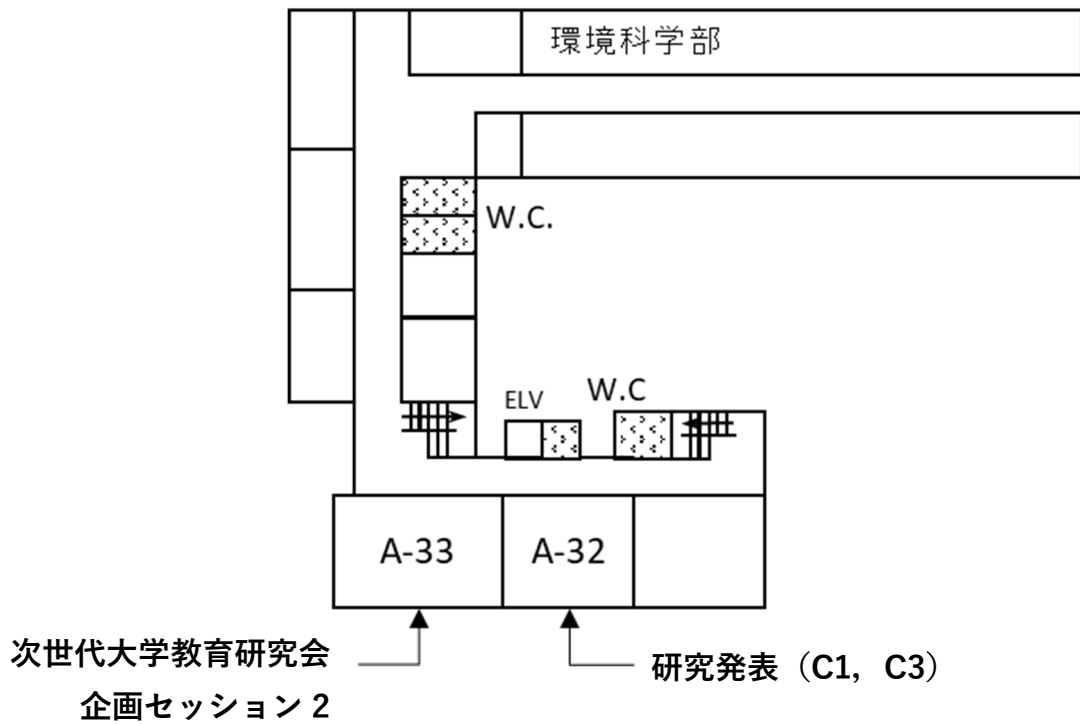 環境科学部
W.C.
ELV
W.C
A-33
A-32
次世代大学教育研究会
企画セッション 2
研究発表（C1，C3）